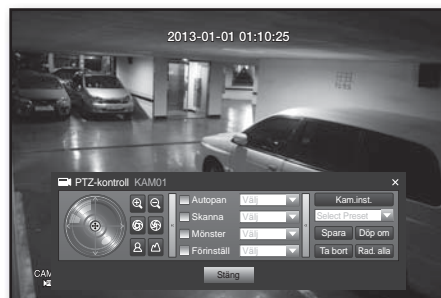 2013-01-01 01:10:25
PTZ-kontroll KAM01
Autopan Välj
Kam.inst.
Skanna Välj
Select Preset
Mönster Välj
Spara Döp om
Förinställ Välj
Ta bort Rad. alla
CAM
Stäng